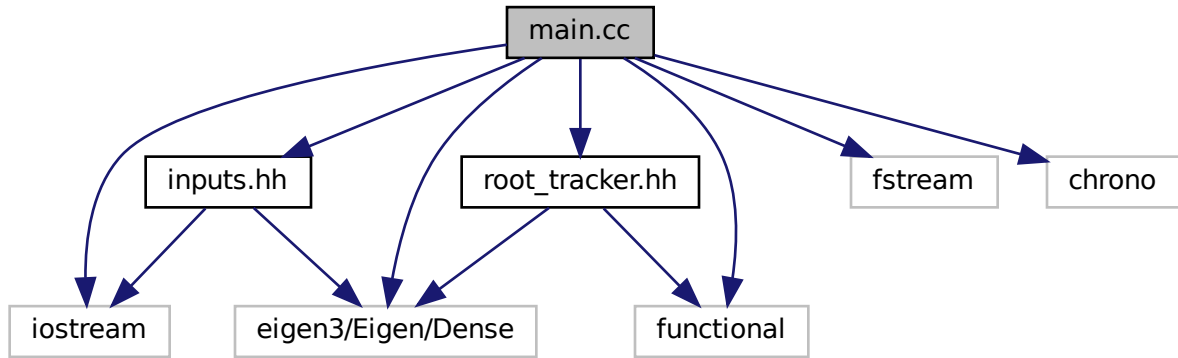 main.cc
inputs.hh
root_tracker.hh
fstream
chrono
iostream
eigen3/Eigen/Dense
functional